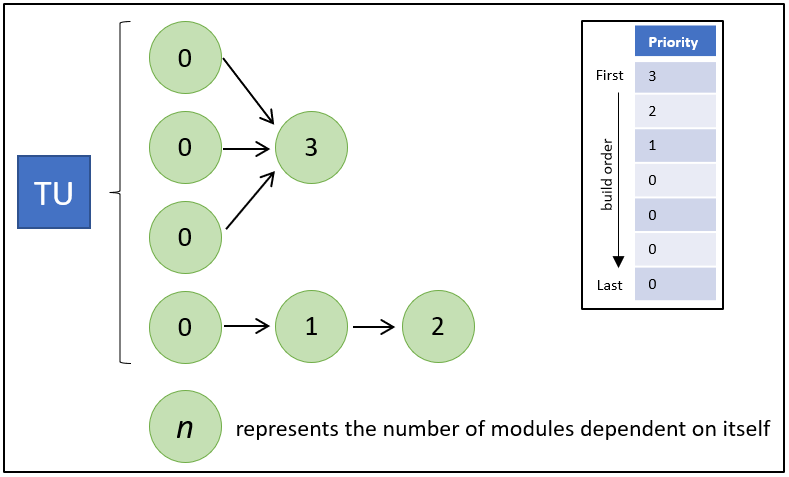 TU
0
0
3
0
0
1
2
n
represents the number of modules dependent on itself
Priority
First
3
2
1
build order
0
0
0
Last
0